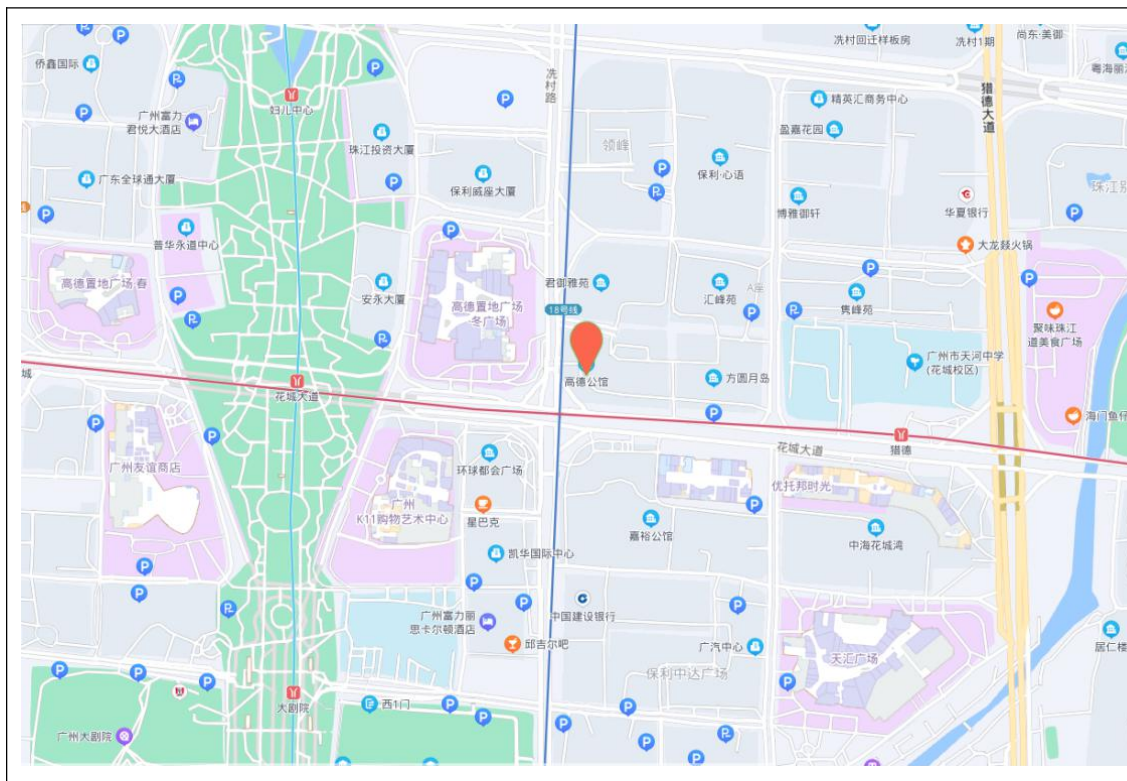 侨鑫国际
妇儿中心
广州富力
君悦大酒店
珠江投资大厦
广东全球通大厦
保利威座大厦
普华永道中心
高德置地广场·春
安永大厦
高德置地广场
冬广场
冼村路
冼村回迁样板房
冼村1期
尚东·美御
猎德大道
精英汇商务中心
盈嘉花园
领峰
保利·心语
博雅御轩
华夏银行
大龙燚火锅
君御雅苑
汇峰苑
A座
隽峰苑
18号线
聚味珠江
道美食广场
广州市天河中学
(花城校区)
高德公馆
方圆月岛
城
花城大道
花城大道
猎德
广州友谊商店
环球都会广场
广州
K11购物艺术中心
星巴克
优托邦时光
嘉裕公馆
中海花城湾
凯华国际中心
中国建设银行
广州富力丽
思卡尔顿酒店
邱吉尔吧
广汽中心
保利中达广场
天汇广场
居仁楼
大剧院
西1门
广州大剧院